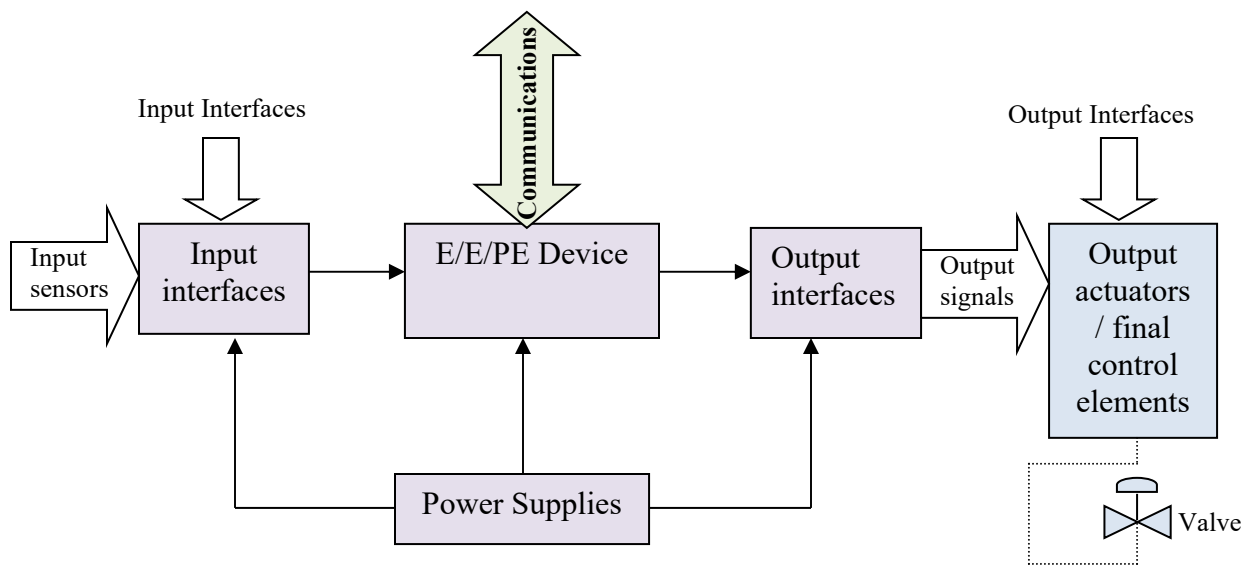 Communications
Input Interfaces
Output Interfaces
Input
sensors
Input
interfaces
E/E/PE Device
Output
interfaces
Output
signals
Output
actuators
/ final
control
elements
Power Supplies
Valve